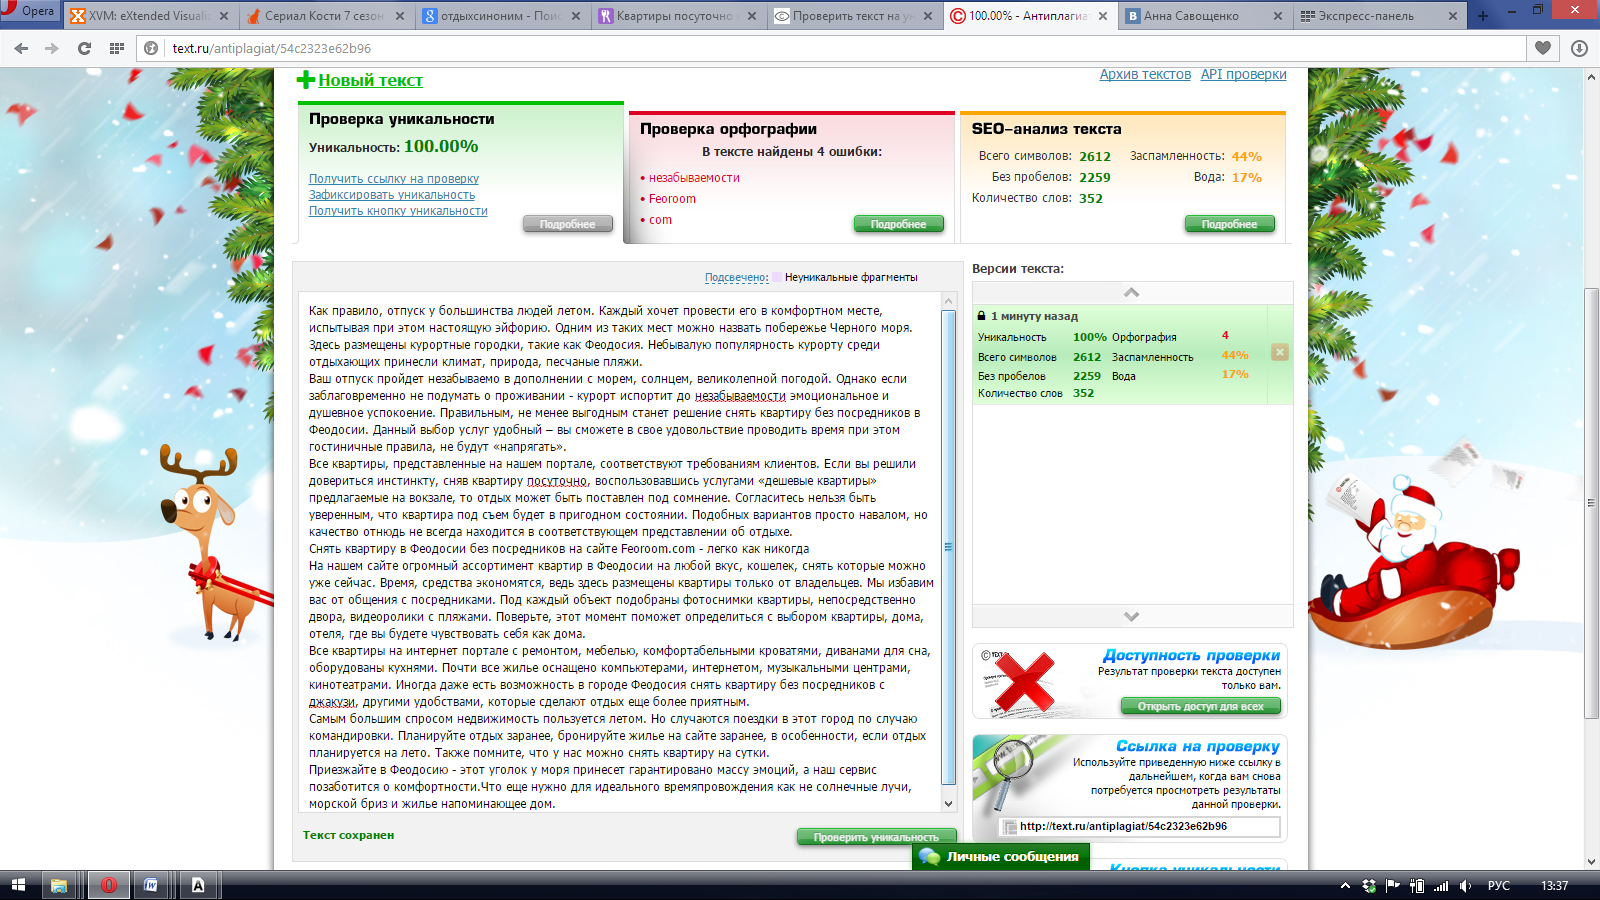 Opera
XVM: eXtended Visualiz
Сериал Кости 7 сезон
отдыхсиноним - Поис
Квартиры посуточно
Проверить текст на ун
100.00% - Антиплагиа
Анна Савощенко
Экспресс-панель
text.ru/antiplagiat/54c2323e62b96
Новый текст
Архив текстов API проверки
Проверка уникальности
Уникальность: 100.00%
Получить ссылку на проверку
Зафиксировать уникальность
Получить кнопку уникальности
Подробнее
Проверка орфографии
В тексте найдены 4 ошибки:
• незабываемости
• Feoroom
• com
Подробнее
SEO-анализ текста
Всего символов: 2612 Заспамленность: 44%
Без пробелов: 2259 Вода: 17%
Количество слов: 352
Подробнее
Подсвечено: Неуникальные фрагменты
Как правило, отпуск у большинства людей летом. Каждый хочет провести его в комфортном месте,
испытывая при этом настоящую эйфорию. Одним из таких мест можно назвать побережье Черного моря.
Здесь размещены курортные городки, такие как Феодосия. Небывалую популярность курорту среди
отдыхающих принесли климат, природа, песчаные пляжи.
Ваш отпуск пройдет незабываемо в дополнении с морем, солнцем, великолепной погодой. Однако если
заблаговременно не подумать о проживании - курорт испортит до незабываемости эмоциональное и
душевное успокоение. Правильным, не менее выгодным станет решение снять квартиру без посредников в
Феодосии. Данный выбор услуг удобный – вы сможете в свое удовольствие проводить время при этом
гостиничные правила, не будут «напрягать».
Все квартиры, представленные на нашем портале, соответствуют требованиям клиентов. Если вы решили
довериться инстинкту, сняв квартиру посуточно, воспользовавшись услугами «дешевые квартиры»
предлагаемые на вокзале, то отдых может быть поставлен под сомнение. Согласитесь нельзя быть
уверенным, что квартира под съем будет в пригодном состоянии. Подобных вариантов просто навалом, но
качество отнюдь не всегда находится в соответствующем представлении об отдыхе.
Снять квартиру в Феодосии без посредников на сайте Feoroom.com - легко как никогда
На нашем сайте огромный ассортимент квартир в Феодосии на любой вкус, кошелек, снять которые можно
уже сейчас. Время, средства экономятся, ведь здесь размещены квартиры только от владельцев. Мы избавим
вас от общения с посредниками. Под каждый объект подобраны фотоснимки квартиры, непосредственно
двора, видеоролики с пляжами. Поверьте, этот момент поможет определиться с выбором квартиры, дома,
отеля, где вы будете чувствовать себя как дома.
Все квартиры на интернет портале с ремонтом, мебелью, комфортабельными кроватями, диванами для сна,
оборудованы кухнями. Почти все жилье оснащено компьютерами, интернетом, музыкальными центрами,
кинотеатрами. Иногда даже есть возможность в городе Феодосия снять квартиру без посредников с
джакузи, другими удобствами, которые сделают отдых еще более приятным.
Самым большим спросом недвижимость пользуется летом. Но случаются поездки в этот город по случаю
командировки. Планируйте отдых заранее, бронируйте жилье на сайте заранее, в особенности, если отдых
планируется на лето. Также помните, что у нас можно снять квартиру на сутки.
Приезжайте в Феодосию - этот уголок у моря принесет гарантировано массу эмоций, а наш сервис
позаботится о комфортности.Что еще нужно для идеального времяпровождения как не солнечные лучи,
морской бриз и жилье напоминающее дом.
Текст сохранен
Проверить уникальность
Версии текста:
1 минуту назад
Уникальность 100% Орфография 4
Всего символов 2612 Заспамленность 44%
Без пробелов 2259 Вода 17%
Количество слов 352
Доступность проверки
Результат проверки текста доступен
только вам.
Открыть доступ для всех
Ссылка на проверку
Используйте приведенную ниже ссылку в
дальнейшем, когда вам снова
потребуется просмотреть результаты
данной проверки.
http://text.ru/antiplagiat/54c2323e62b96
Кнопка уникальности
Личные сообщения
РУС
13:37